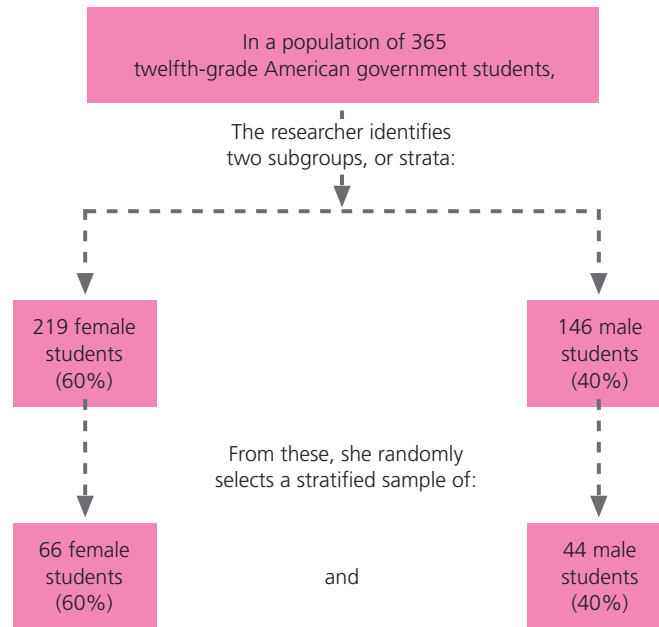 In a population of 365
twelfth-grade American government students,
The researcher identifies
two subgroups, or strata:
219 female
students
(60%)
146 male
students
(40%)
From these, she randomly
selects a stratified sample of:
66 female
students
(60%)
and
44 male
students
(40%)